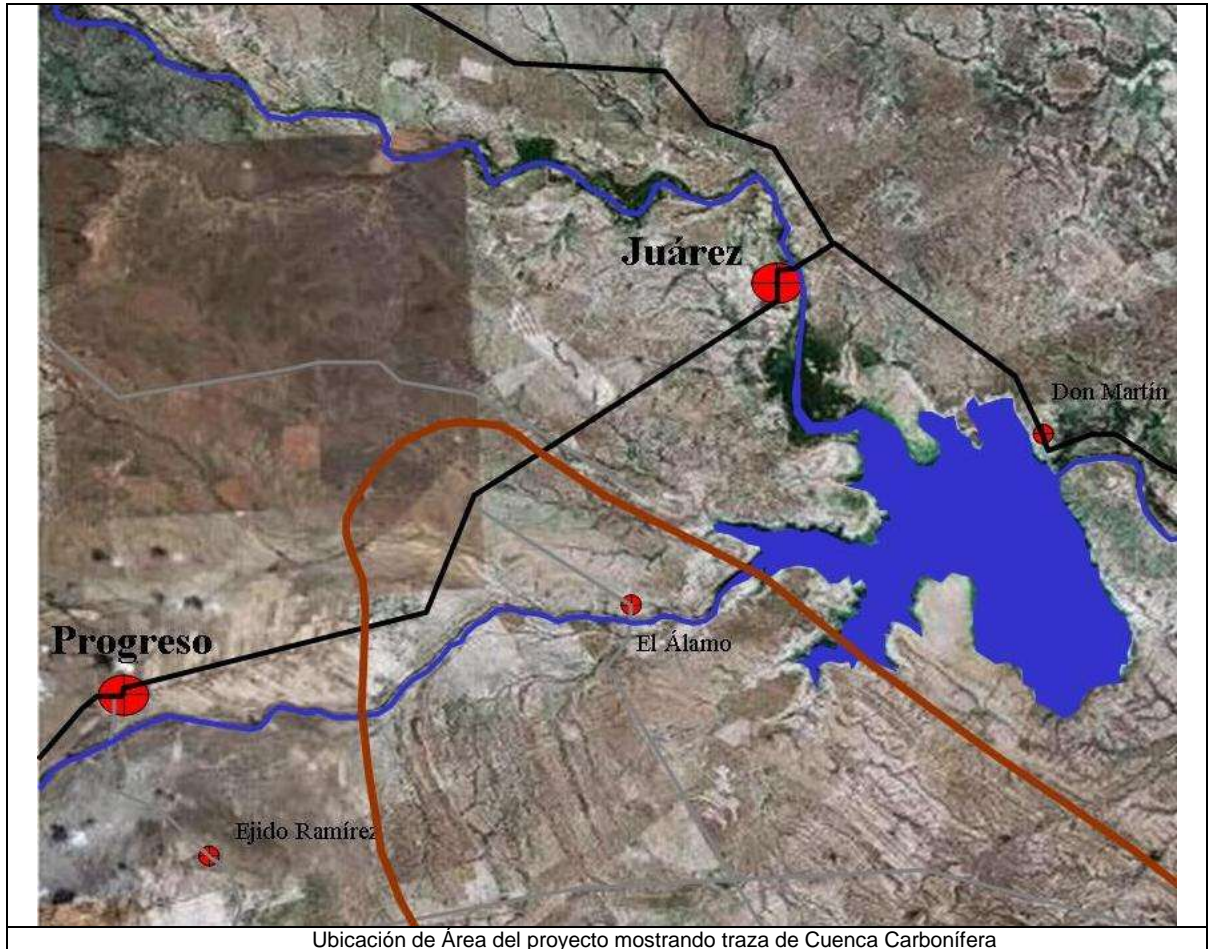 Juárez
Don Martín
Progreso
El Álamo
Ejido Ramírez
Ubicación de Área del proyecto mostrando traza de Cuenca Carbonífera